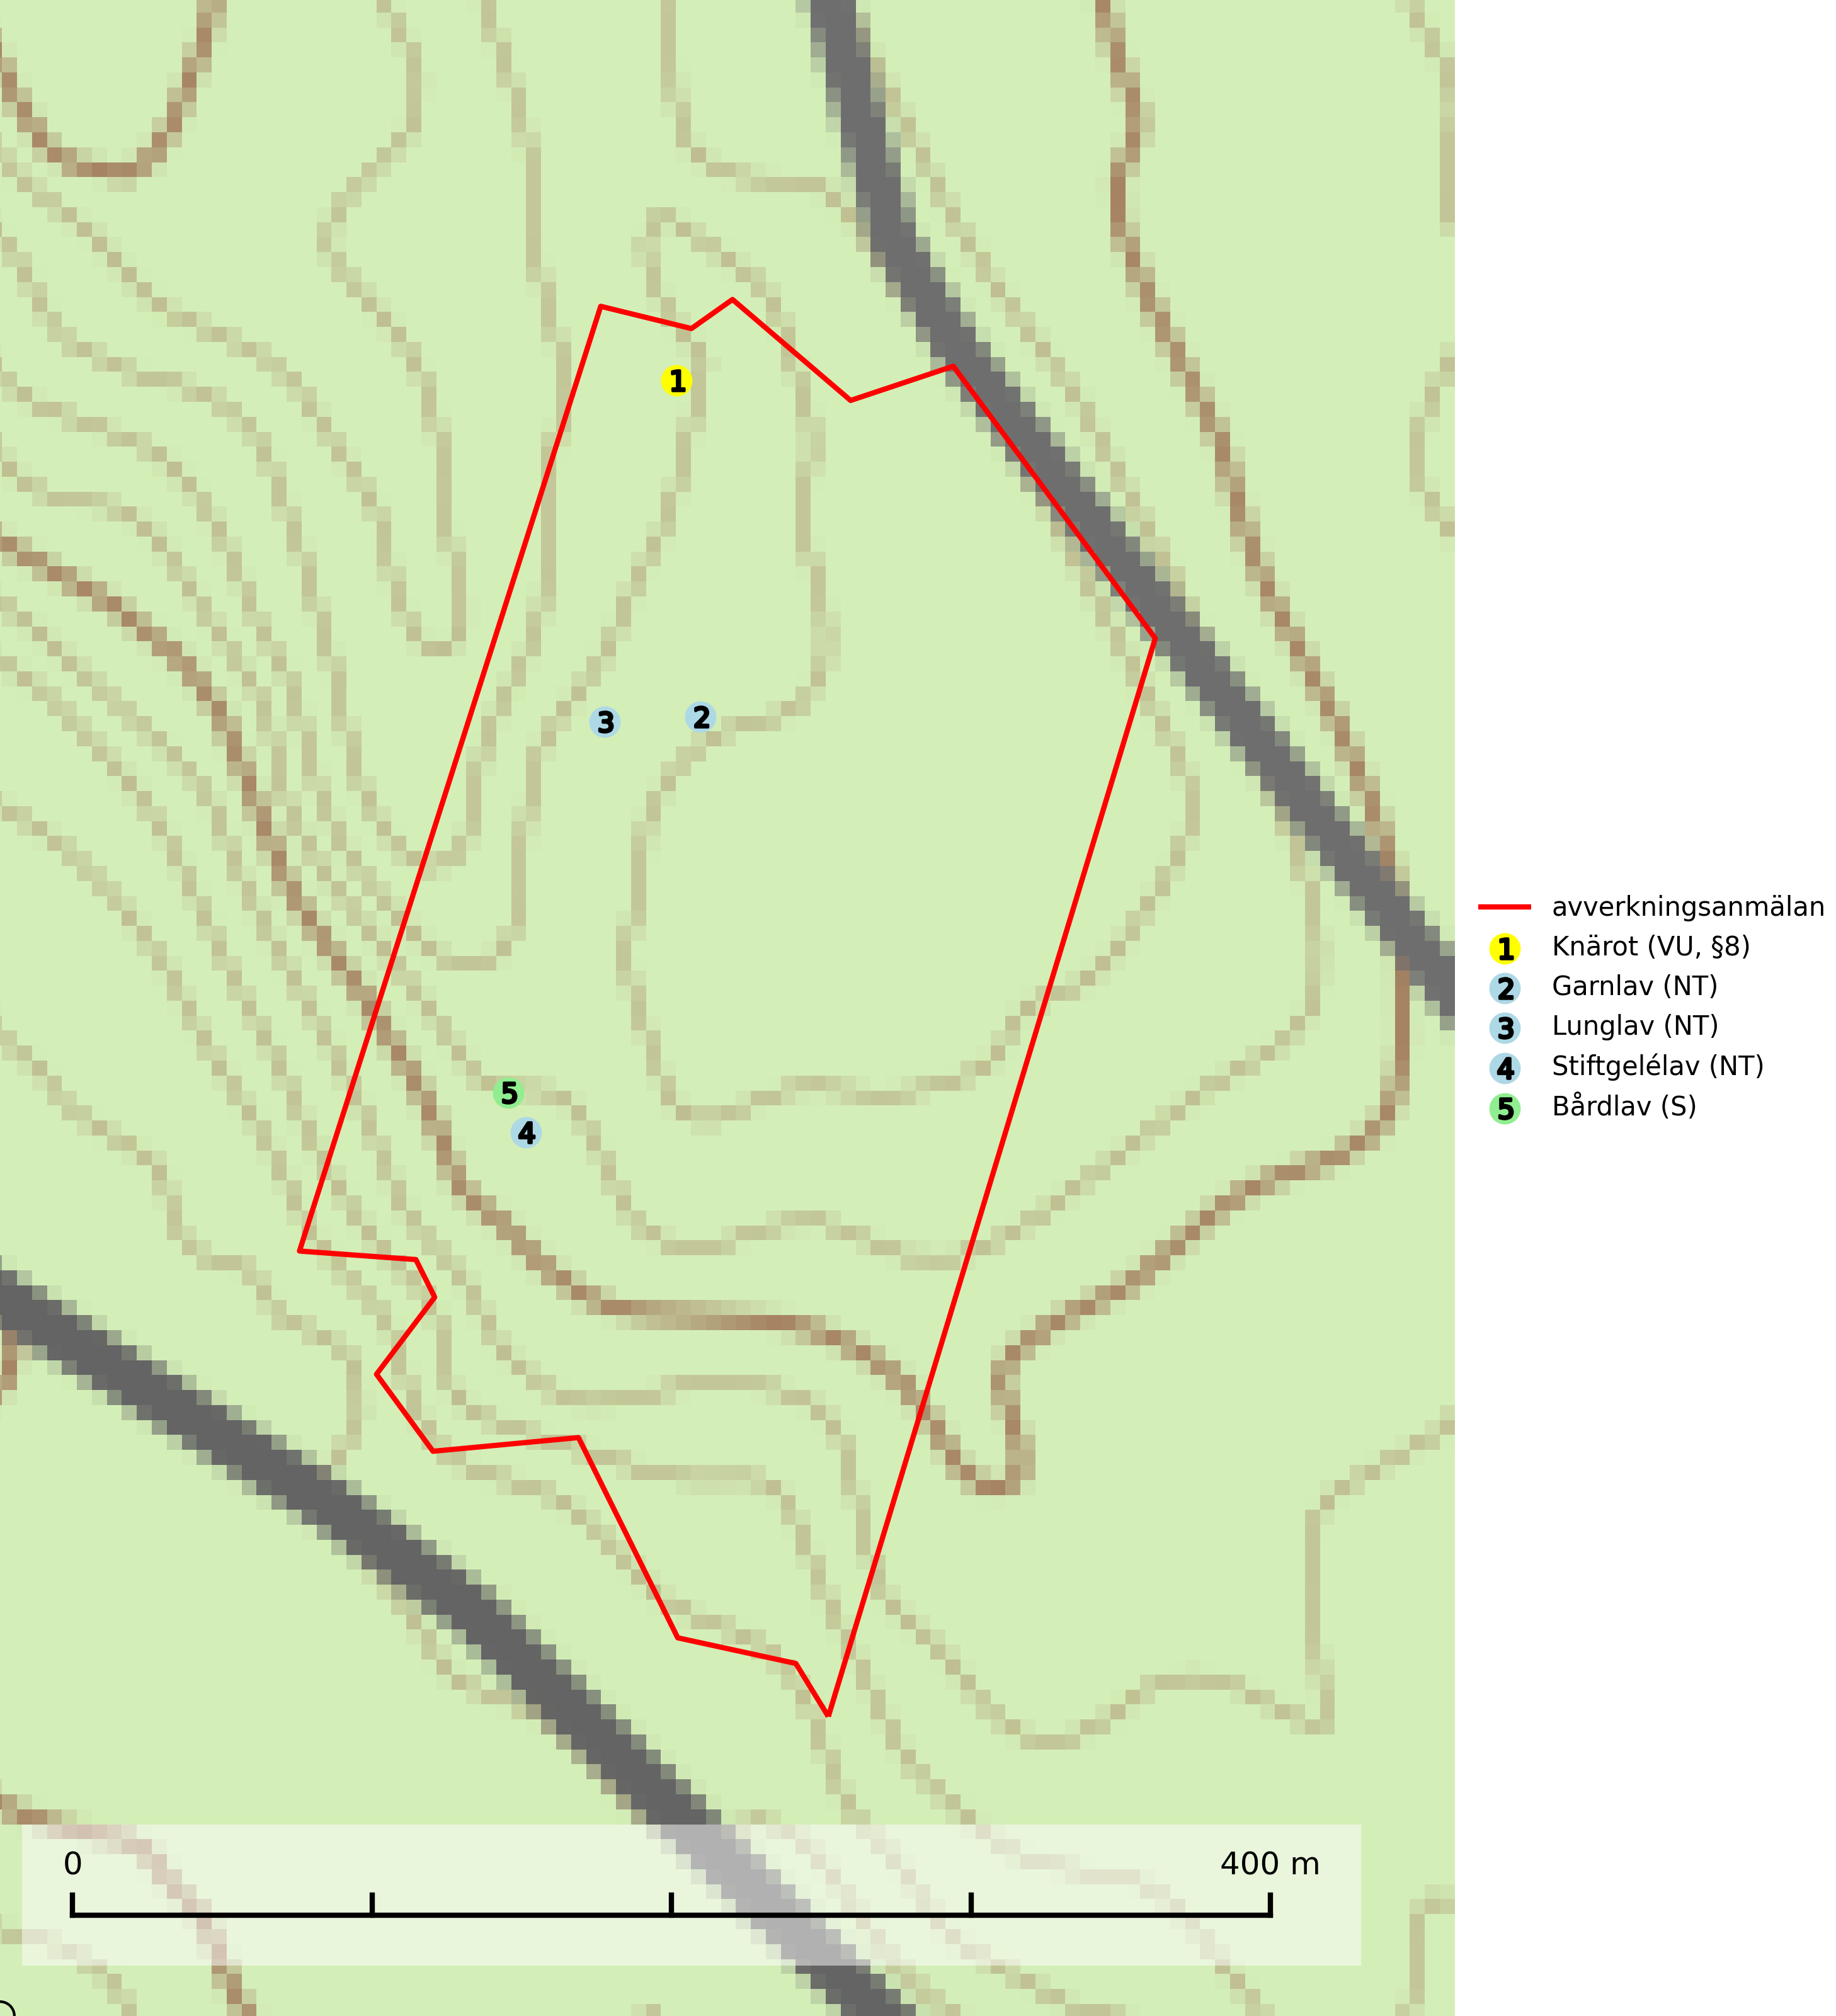 1
3
2
5
4
avverkningsanmälan
1 Knärot (VU, §8)
2 Garnlav (NT)
3 Lunglav (NT)
4 Stiftgelélav (NT)
5 Bårdlav (S)
0 400 m